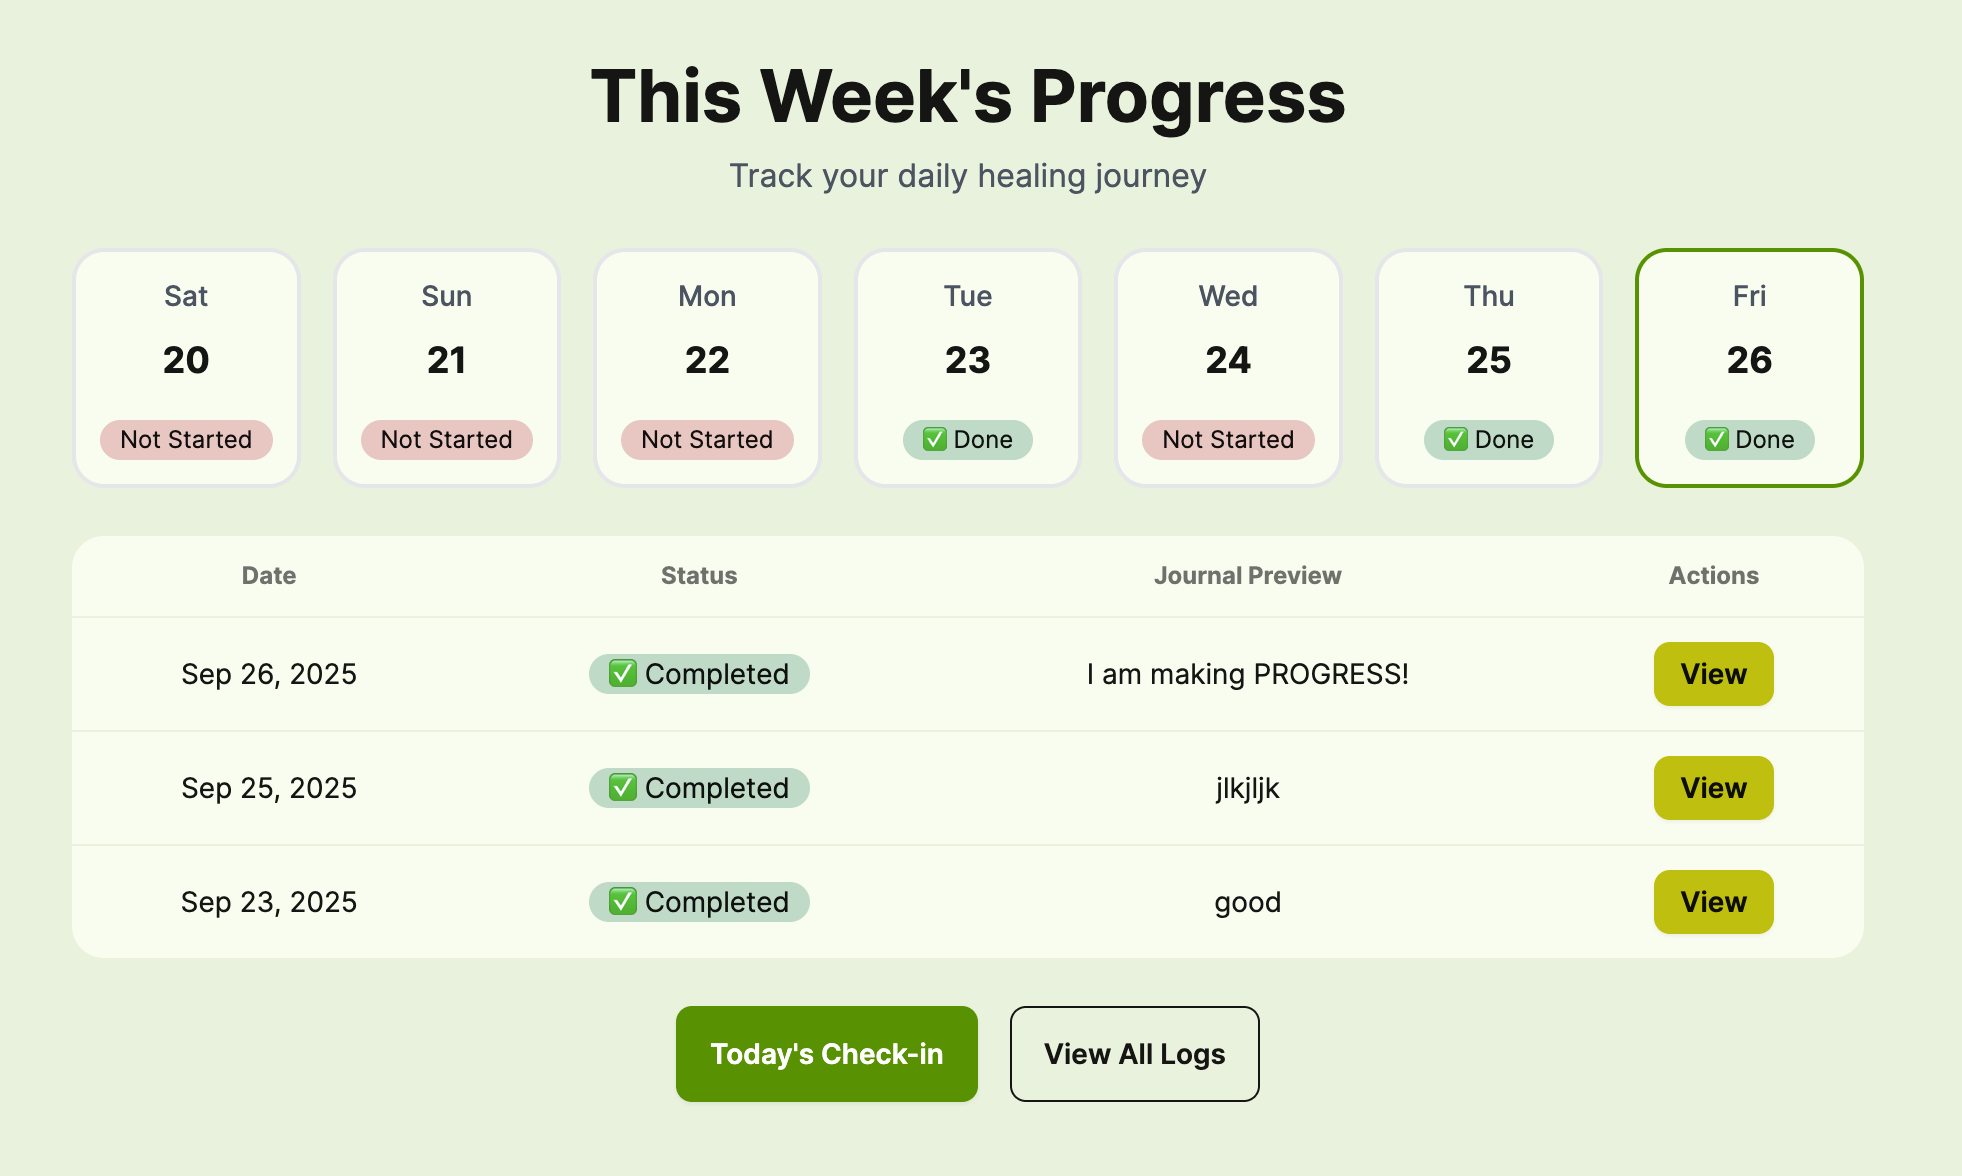 This Week's Progress
Track your daily healing journey
Sat Sun Mon Tue Wed Thu Fri
20 21 22 23 24 25 26
Not Started Not Started Not Started ✅ Done Not Started ✅ Done ✅ Done
Date Status Journal Preview Actions
Sep 26, 2025 ✅ Completed I am making PROGRESS! View
Sep 25, 2025 ✅ Completed jlkjljk View
Sep 23, 2025 ✅ Completed good View
Today's Check-in View All Logs